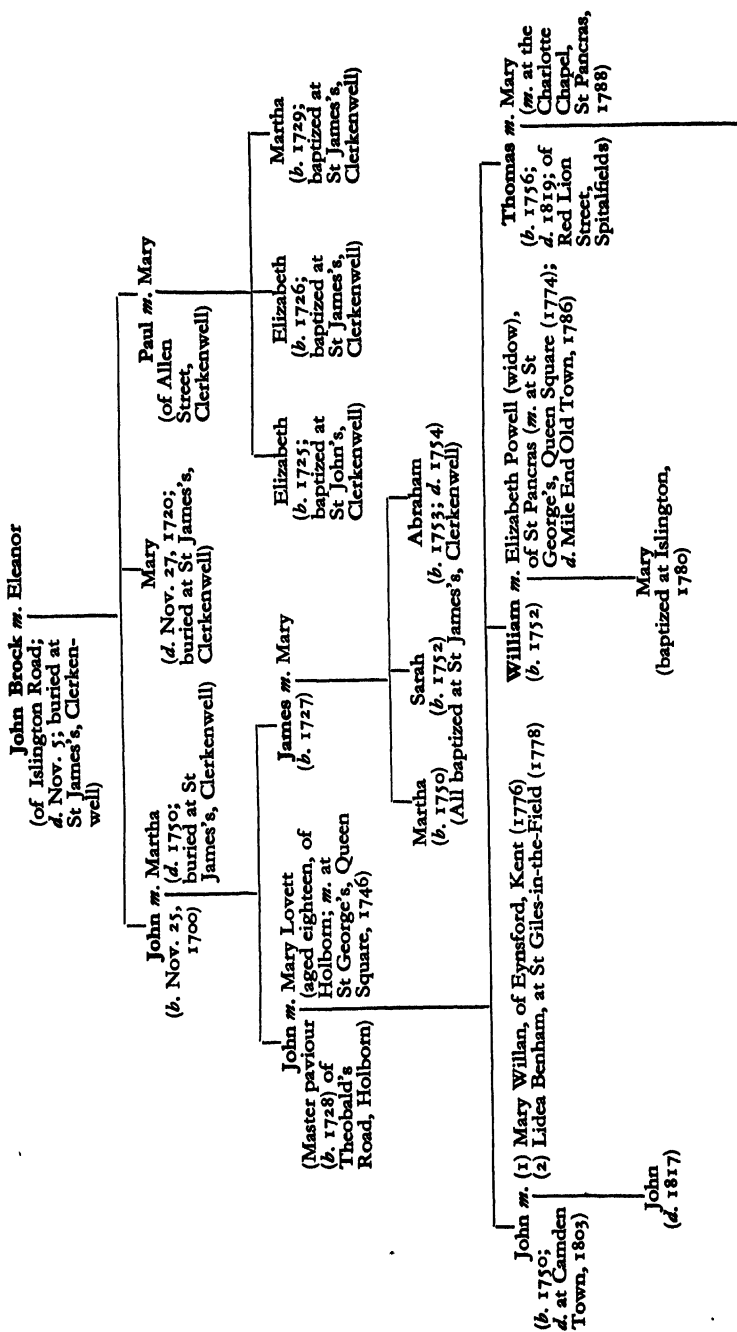 John Brock m. Eleanor
(of Islington Road;
d. Nov. 5; buried at
St James's, Clerken-
well)
John m. Martha
(b. Nov. 25,
1700)
(d. 1750;
buried at St
James's, Clerkenwell)
Mary
(d. Nov. 27, 1720;
buried at St James's,
Clerkenwell)
Paul m. Mary
(of Allen
Street,
Clerkenwell)
John m. Mary Lovett
(Master paviour
(b. 1728) of
Theobald's
Road, Holborn)
(aged eighteen, of
Holborn; m. at
St George's, Queen
Square, 1746)
James m. Mary
(b. 1727)
Elizabeth
(b. 1725;
baptized at
St John's,
Clerkenwell)
Elizabeth
(b. 1726;
baptized at
St James's,
Clerkenwell)
Martha
(b. 1729;
baptized at
St James's,
Clerkenwell)
Martha
(b. 1750)
Sarah
(b. 1752)
Abraham
(b. 1753; d. 1754)
(All baptized at St James's, Clerkenwell)
John m. (1) Mary Willan, of Eynsford, Kent (1776)
(2) Lidea Benham, at St Giles-in-the-Field (1778)
(b. 1750;
d. at Camden
Town, 1803)
William m. Elizabeth Powell (widow),
(b. 1752)
of St Pancras (m. at St
George's, Queen Square (1774);
d. Mile End Old Town, 1786)
Thomas m. Mary
(b. 1756;
d. 1819; of
Red Lion
Street,
Spitalfields)
(m. at the
Charlotte
Chapel,
St Pancras,
1788)
John
(d. 1817)
Mary
(baptized at Islington,
1780)